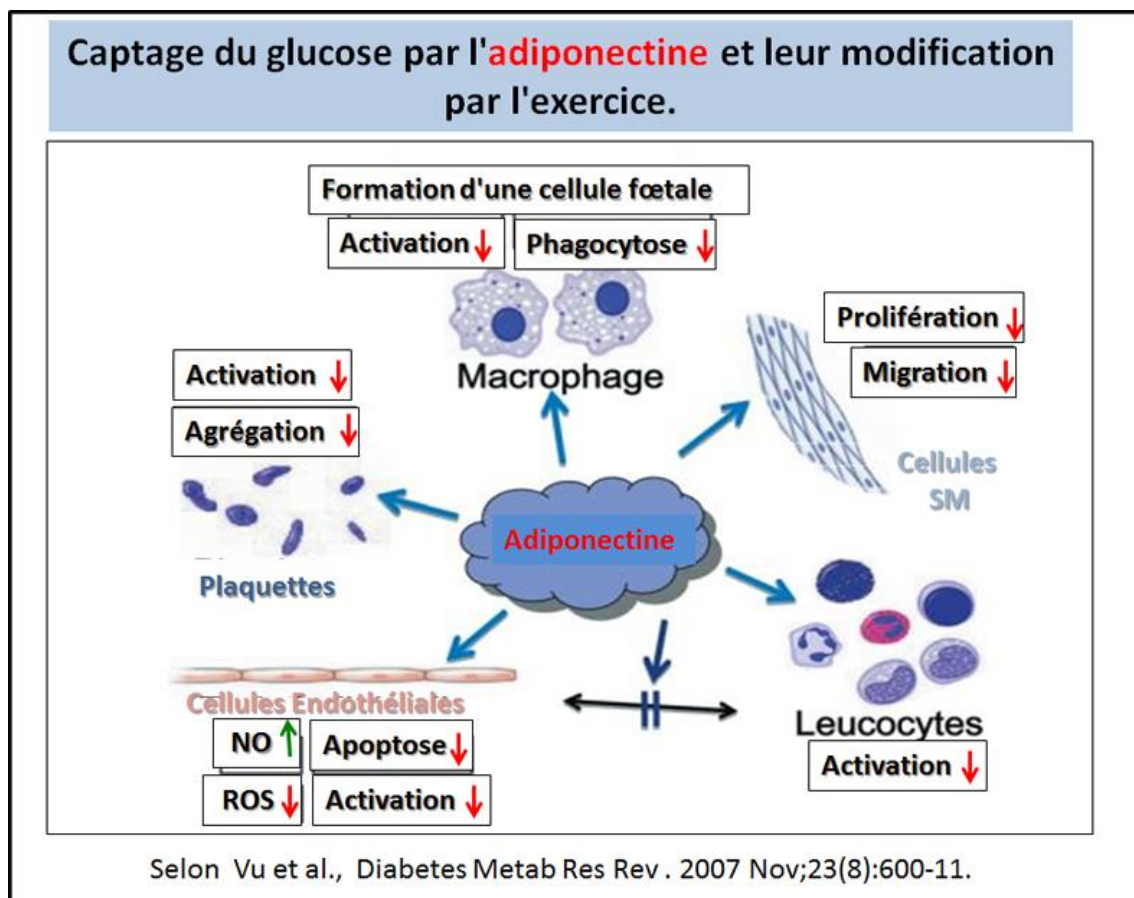 Captage du glucose par l'adiponectine et leur modification
par l'exercice.
Formation d'une cellule fœtale
Activation ↓
Phagocytose ↓
Macrophage
Prolifération ↓
Migration ↓
Cellules
SM
Activation ↓
Agrégation ↓
Plaquettes
Adiponectine
Cellules Endothéliales
NO ↑
Apoptose ↓
ROS ↓
Activation ↓
Leucocytes
Activation ↓
Selon Vu et al., Diabetes Metab Res Rev . 2007 Nov;23(8):600-11.